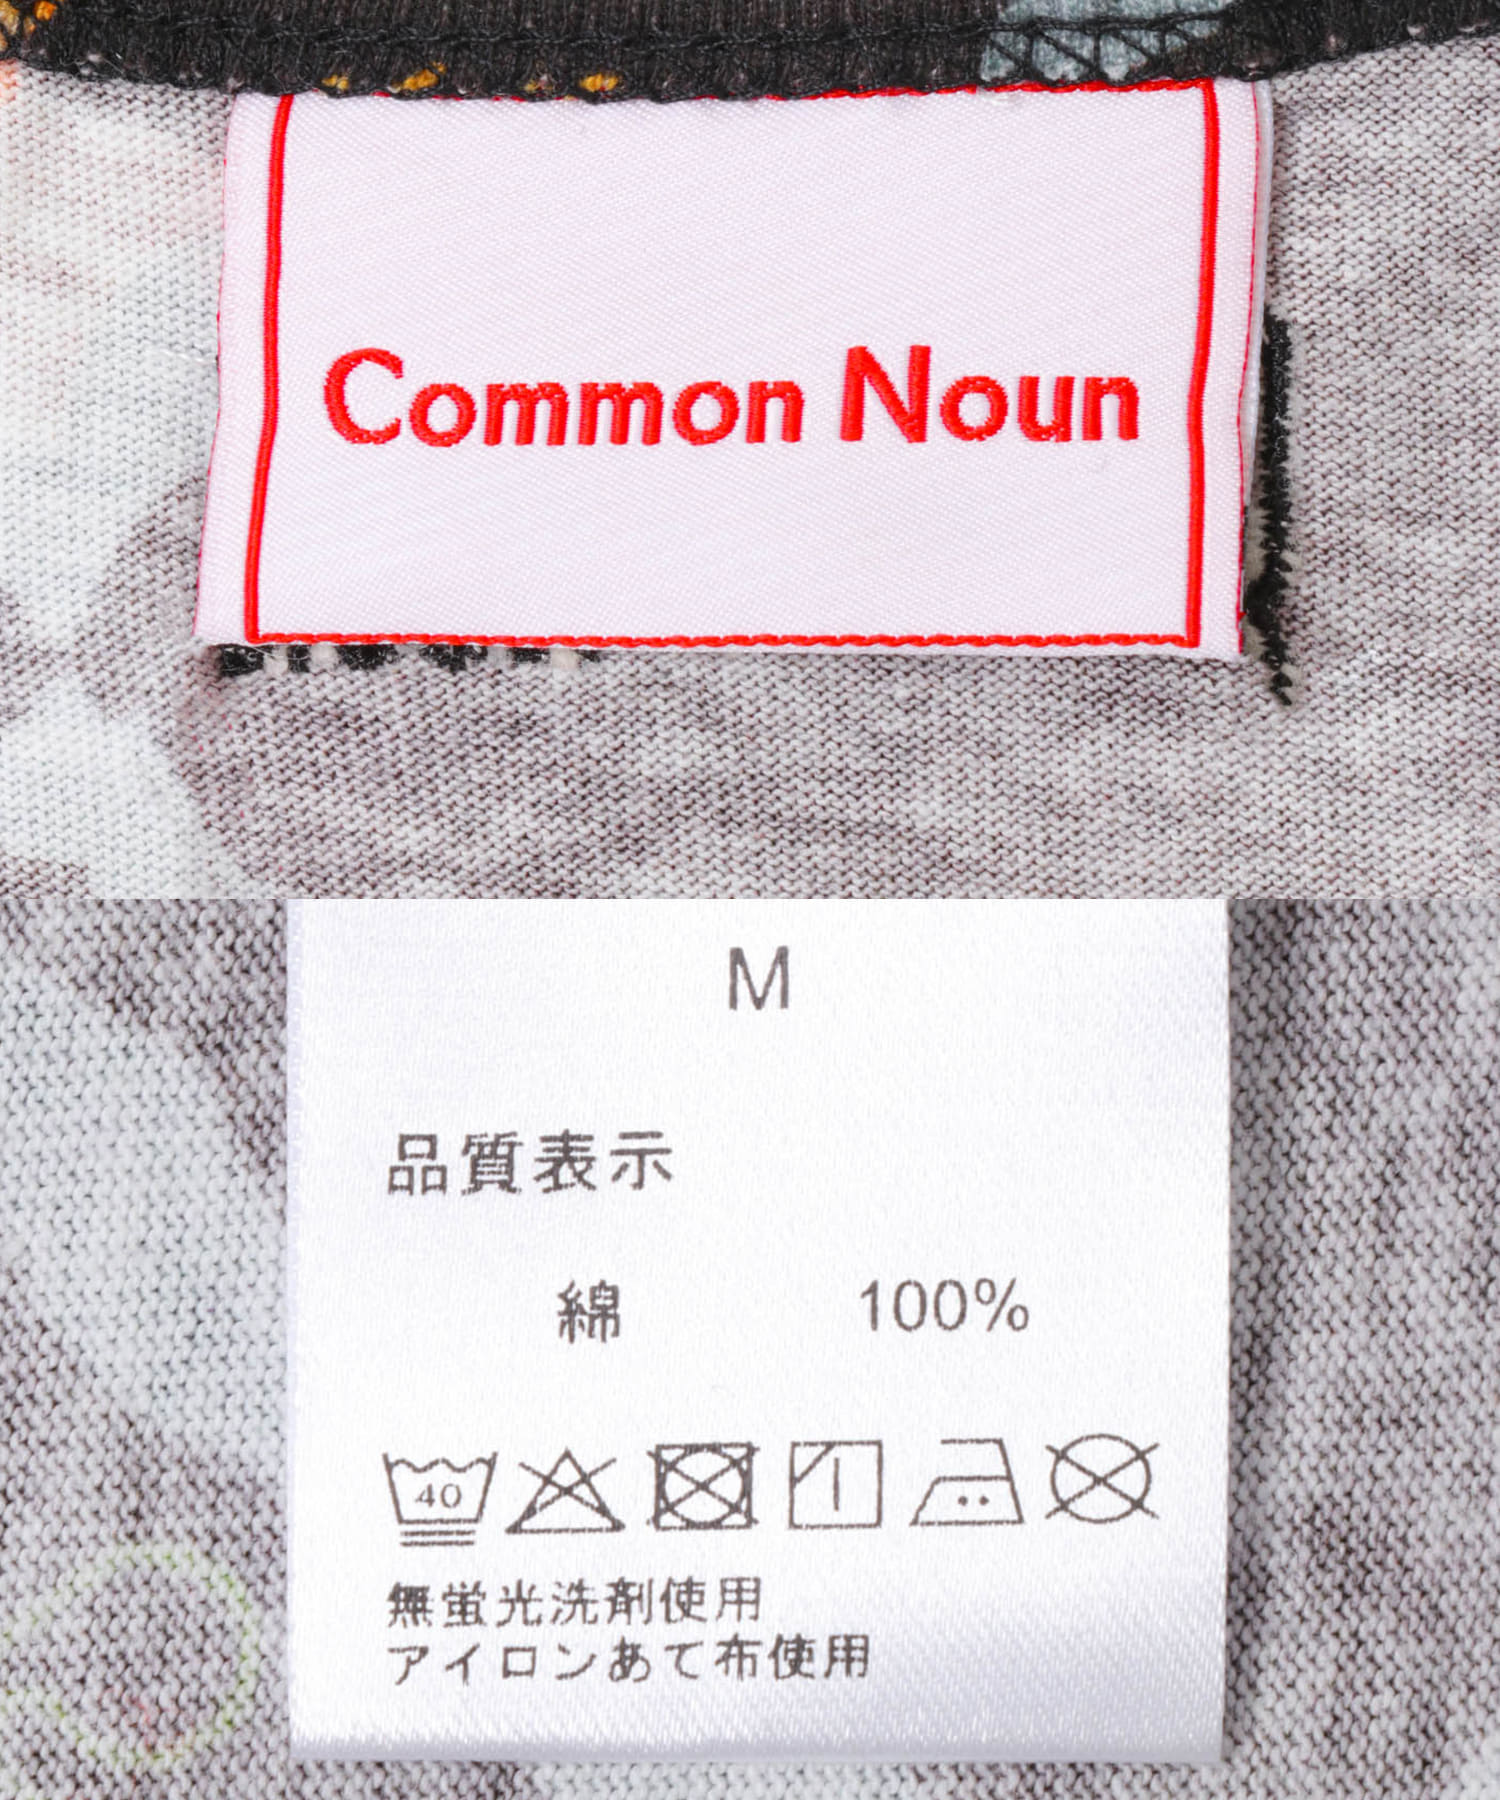 Common Noun
M
品質表示
綿 100%
40
無蛍光洗剤使用
アイロンあて布使用